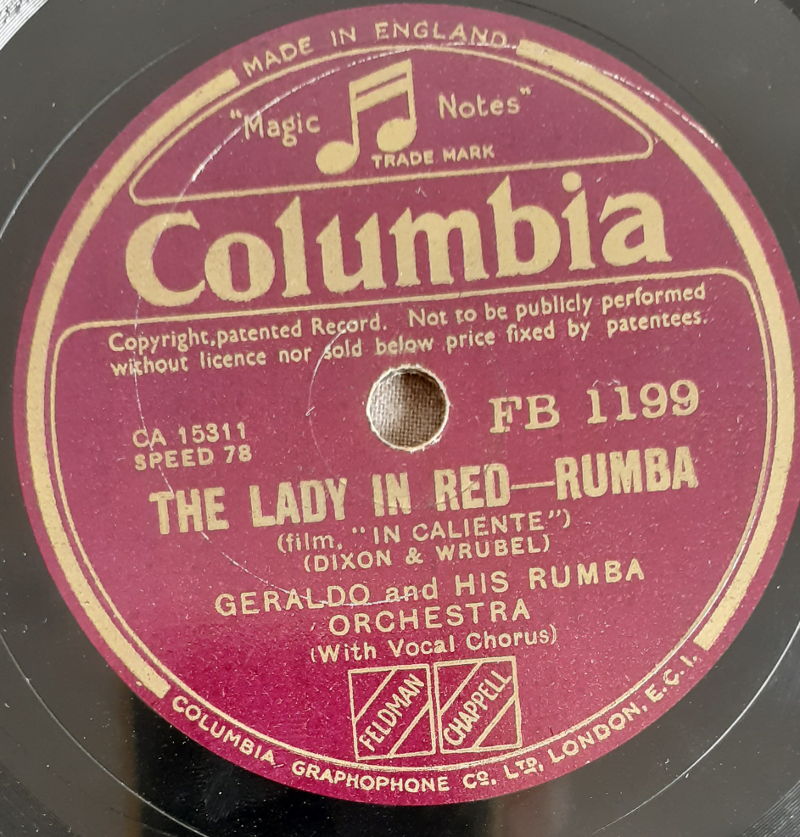 MADE IN ENGLAND
"Magic Notes"
TRADE MARK
Columbia
Copyright, patented Record. Not to be publicly performed
without licence nor sold below price fixed by patentees.
FB 1199
CA 15311
SPEED 78
THE LADY IN RED—RUMBA
(film, "IN CALIENTE")
(DIXON & WRUBEL)
GERALDO and HIS RUMBA
ORCHESTRA
(With Vocal Chorus)
FELDMAN CHAPPELL
COLUMBIA GRAPHOPHONE Co. LTD, LONDON, E.C.1.